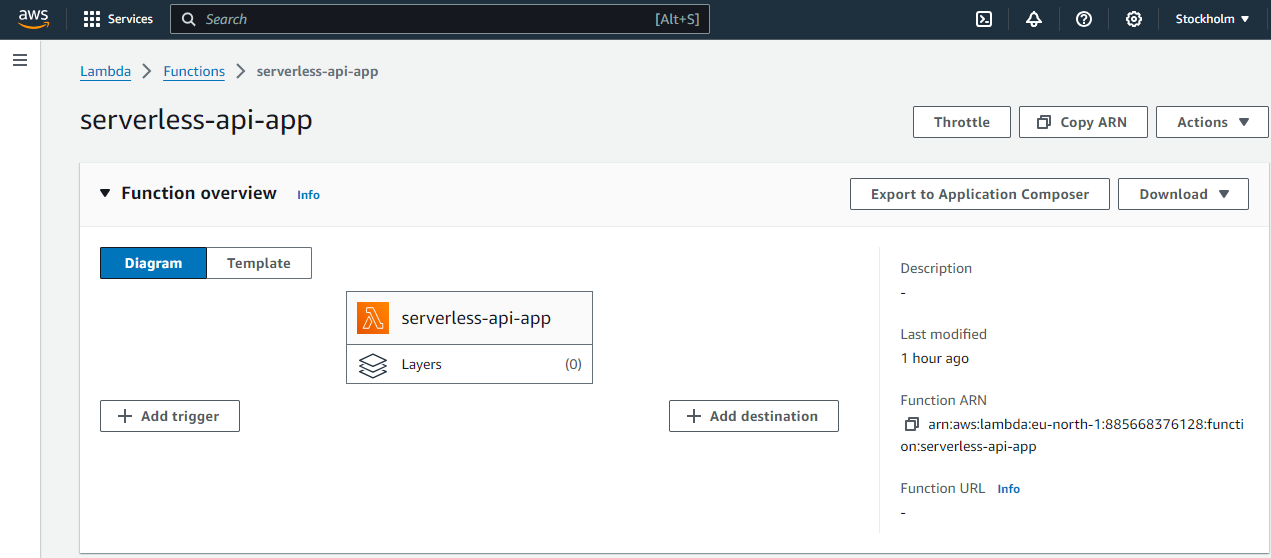 aws Services Search [Alt+S] Stockholm
Lambda Functions serverless-api-app
serverless-api-app
Throttle Copy ARN Actions
Function overview Info
Export to Application Composer Download
Diagram Template
serverless-api-app
Layers (0)
+ Add trigger
+ Add destination
Description
-
Last modified
1 hour ago
Function ARN
arn:aws:lambda:eu-north-1:885668376128:functi
on:serverless-api-app
Function URL Info
-